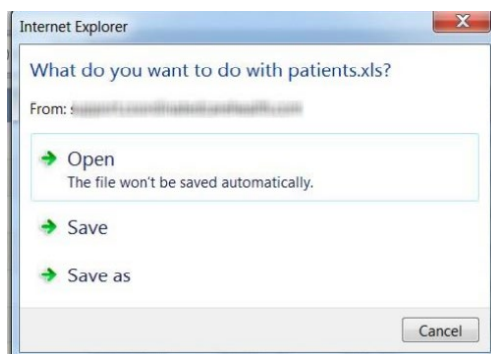 Internet Explorer
What do you want to do with patients.xls?
From:
Open
The file won't be saved automatically.
Save
Save as
Cancel